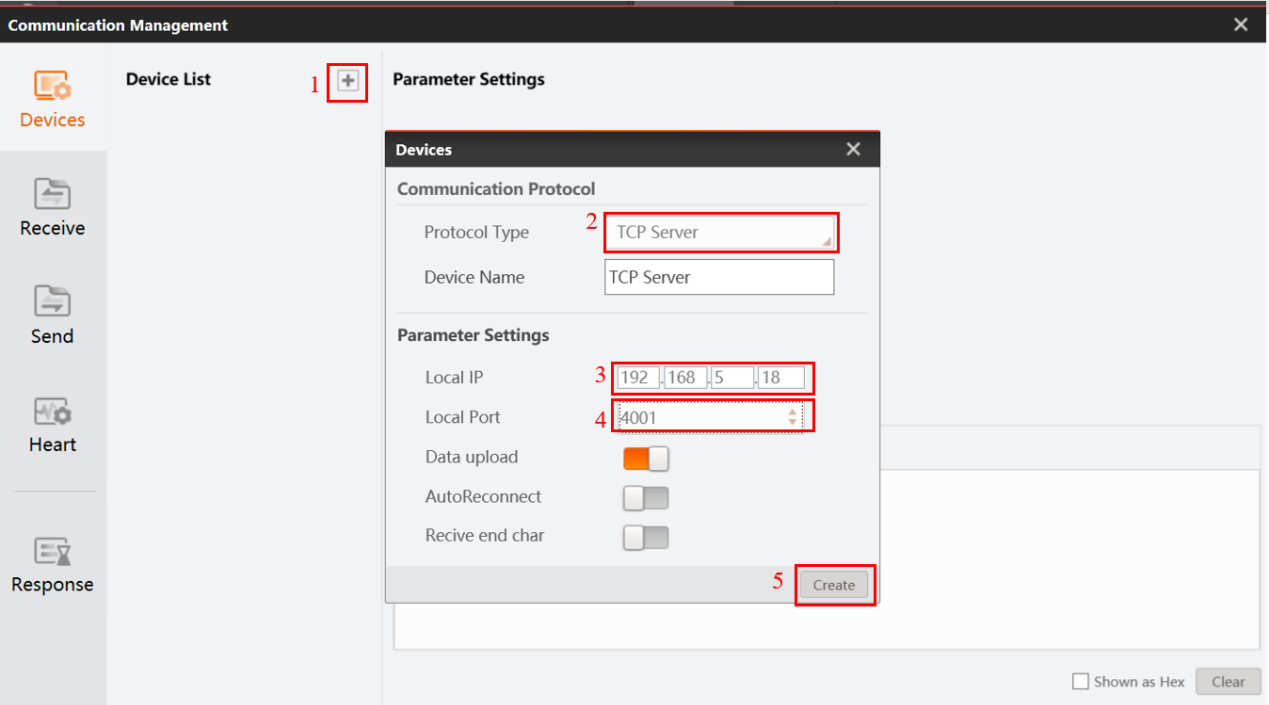 Communication Management
Devices
Receive
Send
Heart
Response
Device List
1
Parameter Settings
Devices
Communication Protocol
Protocol Type
2
TCP Server
Device Name
TCP Server
Parameter Settings
Local IP
3
192.168.5.18
Local Port
4
4001
Data upload
AutoReconnect
Recive end char
5
Create
Shown as Hex
Clear